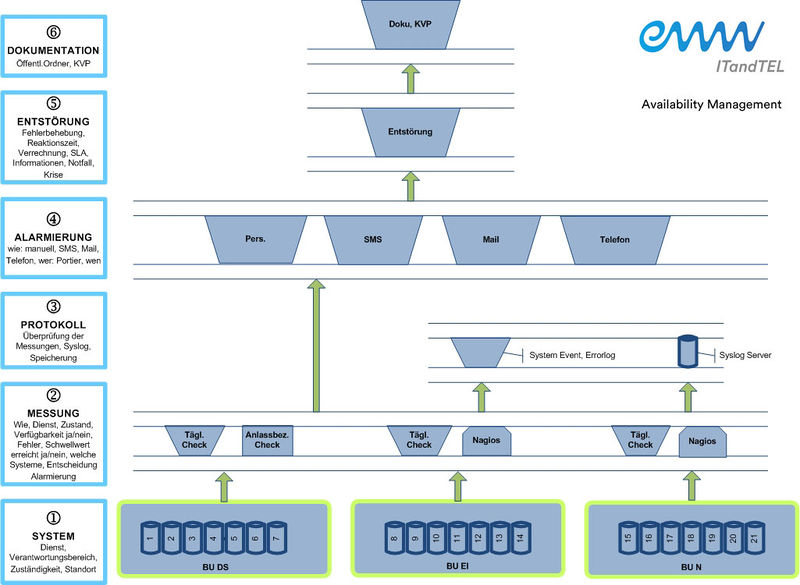 ⑥
DOKUMENTATION
Öffentl.Ordner, KVP
Doku, KVP
eww
ITandTEL
Availability Management
⑤
ENTSTÖRUNG
Fehlerbehebung,
Reaktionszeit,
Verrechnung, SLA,
Informationen, Notfall,
Krise
Entstörung
④
ALARMIERUNG
wie: manuell, SMS, Mail,
Telefon, wer: Portier, wen
Pers.
SMS
Mail
Telefon
③
PROTOKOLL
Überprüfung der
Messungen, Syslog,
Speicherung
System Event, Errorlog
Syslog Server
②
MESSUNG
Wie, Dienst, Zustand,
Verfügbarkeit ja/nein,
Fehler, Schwellwert
erreicht ja/nein, welche
Systeme, Entscheidung
Alarmierung
Tägl.
Check
Anlassbez.
Check
Tägl.
Check
Nagios
Tägl.
Check
Nagios
①
SYSTEM
Dienst,
Verantwortungsbereich,
Zuständigkeit, Standort
1 2 3 4 5 6 7
BU DS
8 9 10 11 12 13 14
BU EI
15 16 17 18 19 20 21
BU N